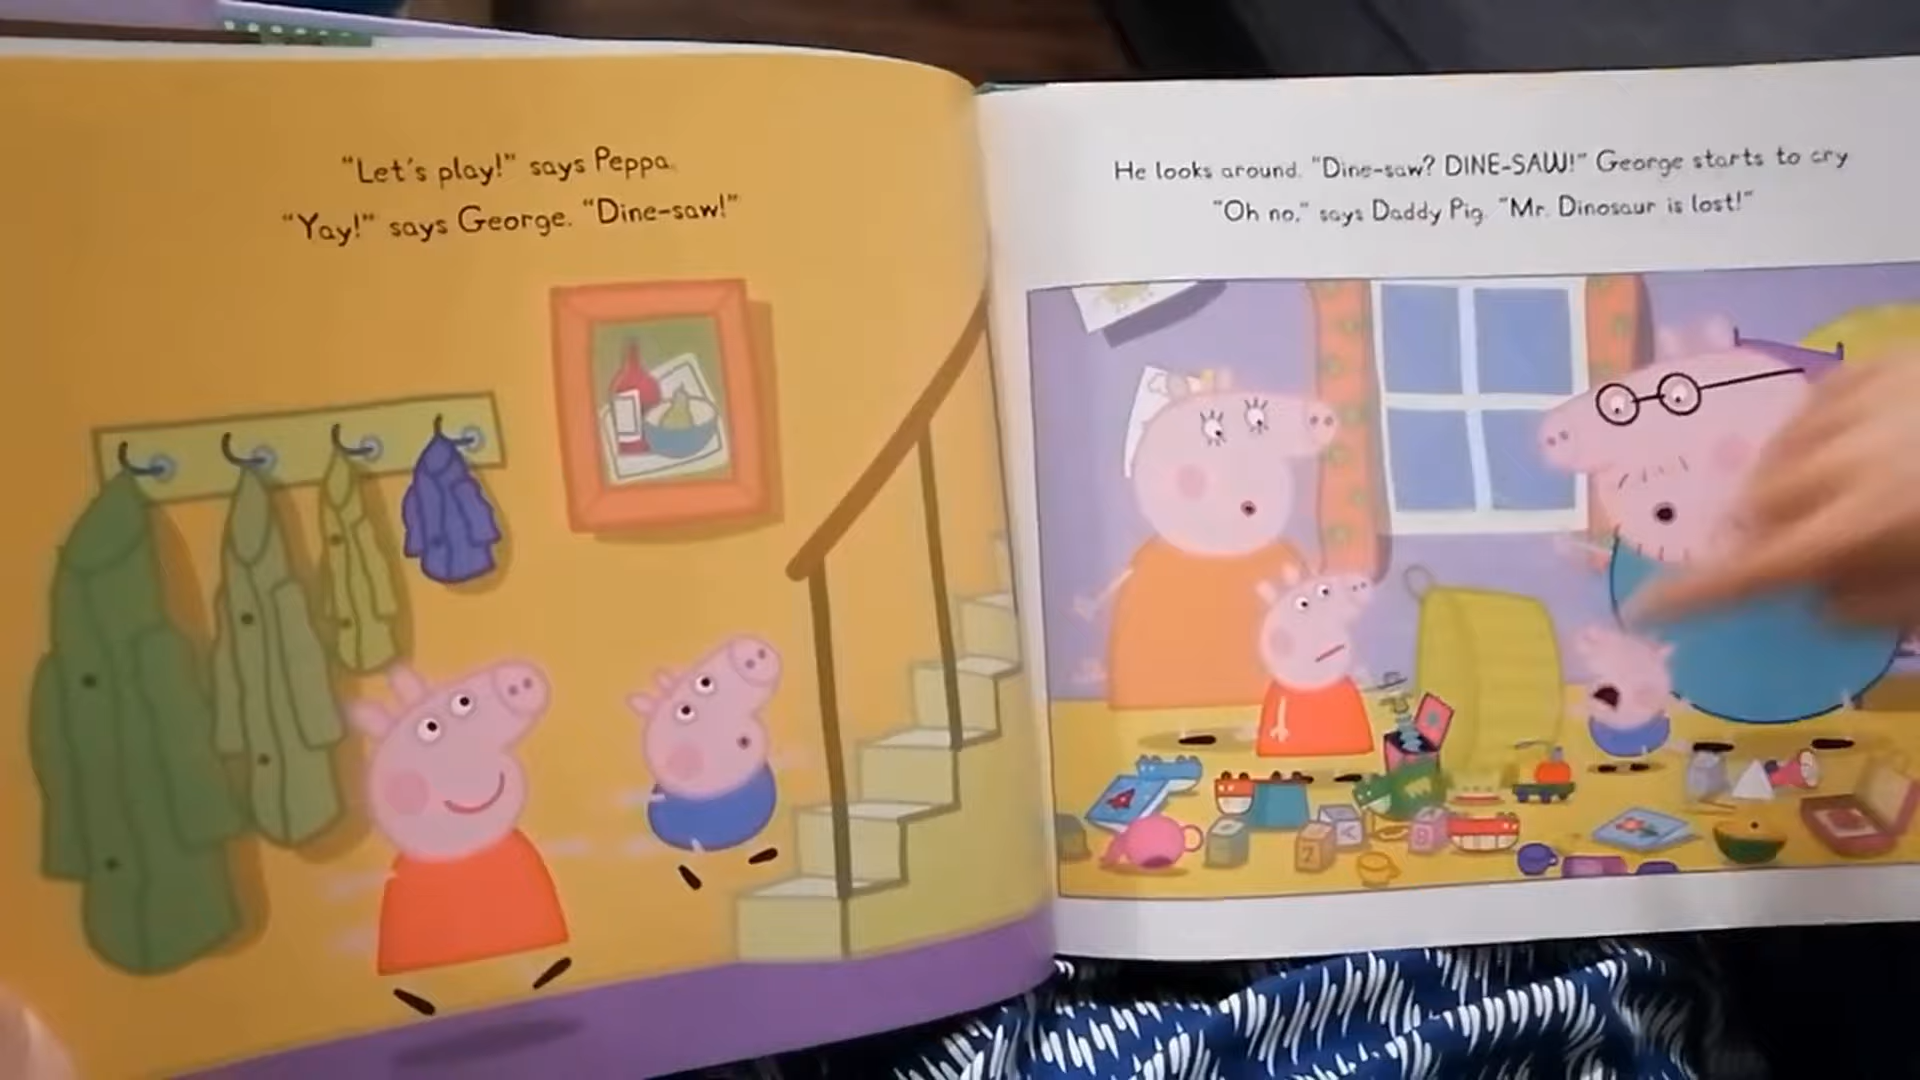 "Let's play!" says Peppa.
"Yay!" says George. "Dine-saw!"
He looks around. "Dine-saw? DINE-SAW!" George starts to cry
"Oh no," says Daddy Pig. "Mr. Dinosaur is lost!"